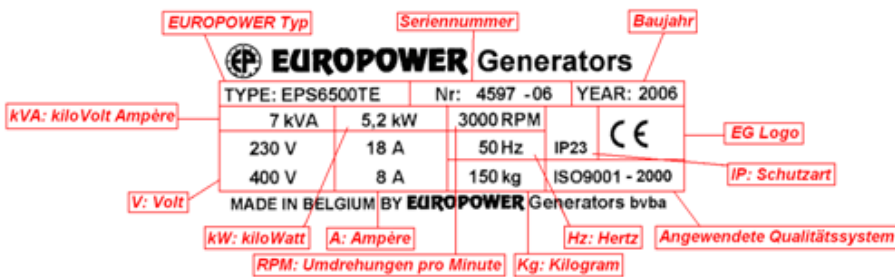 EUROPOWER Typ
Seriennummer
Baujahr
EP EUROPOWER Generators
TYPE: EPS6500TE Nr: 4597 -06 YEAR: 2006
kVA: kiloVolt Ampère
7 kVA 5,2 kW 3000 RPM CE
EG Logo
230 V 18 A 50 Hz IP23
IP: Schutzart
400 V 8 A 150 kg ISO9001 - 2000
V: Volt
MADE IN BELGIUM BY EUROPOWER Generators bvba
kW: kiloWatt
A: Ampère
Hz: Hertz
Angewendete Qualitätssystem
RPM: Umdrehungen pro Minute
Kg: Kilogram